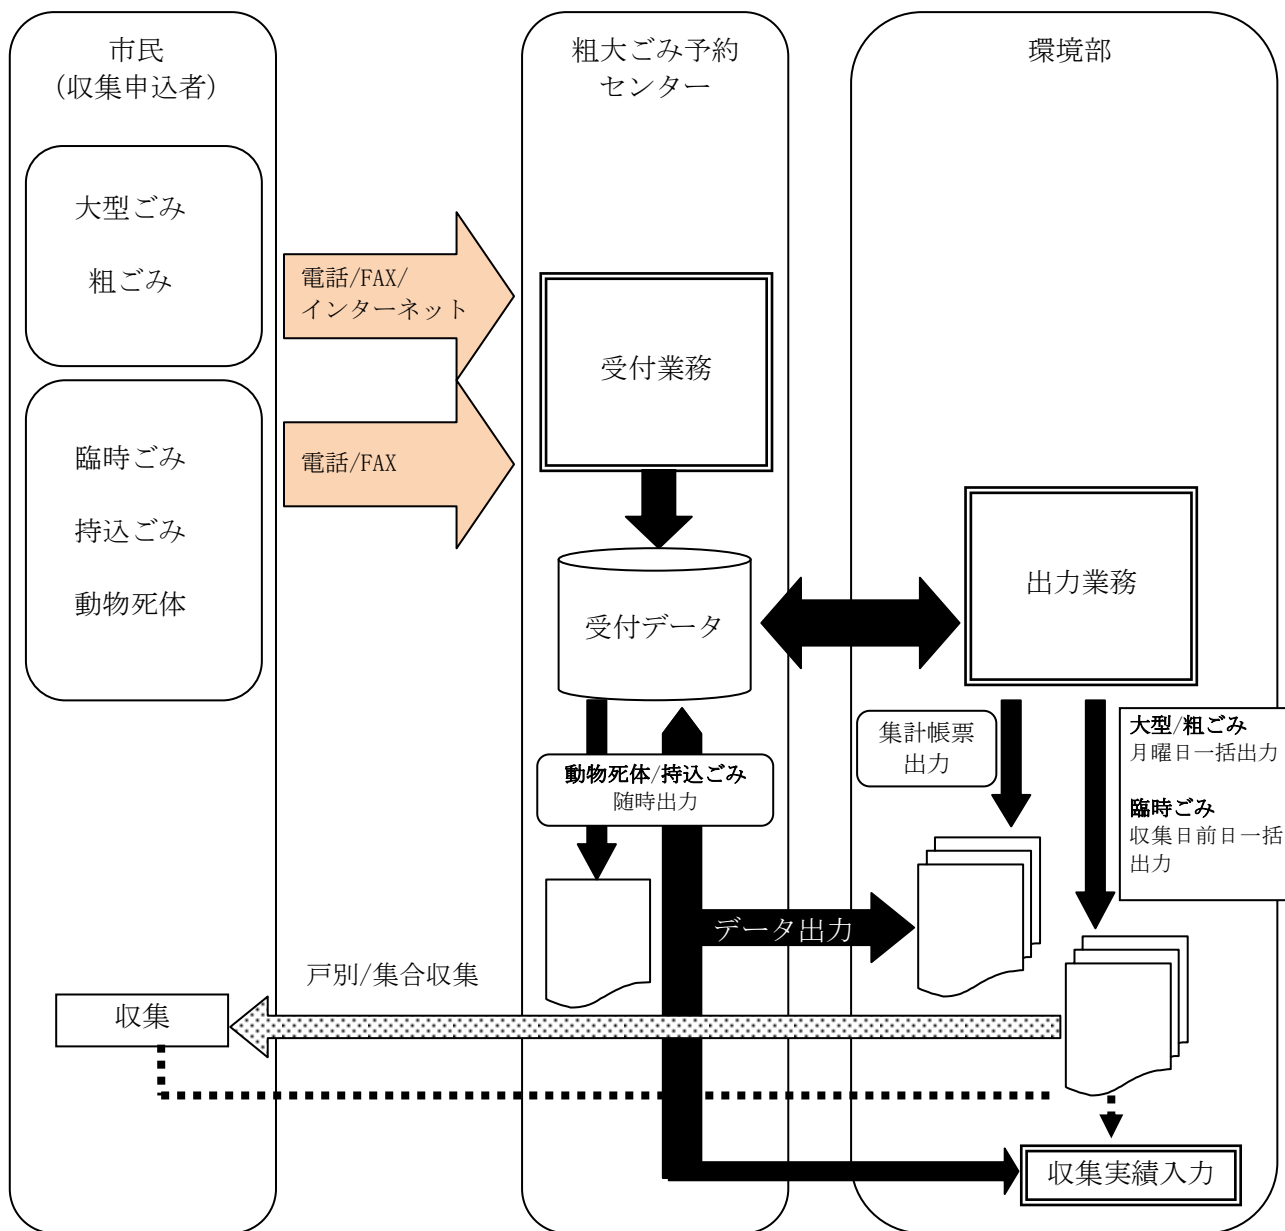 市民
(収集申込者)
大型ごみ
粗ごみ
臨時ごみ
持込ごみ
動物死体
電話/FAX/
インターネット
電話/FAX
粗大ごみ予約
センター
受付業務
受付データ
動物死体/持込ごみ
随時出力
環境部
出力業務
集計帳票
出力
大型/粗ごみ
月曜日一括出力
臨時ごみ
収集日前日一括
出力
データ出力
戸別/集合収集
収集
収集実績入力